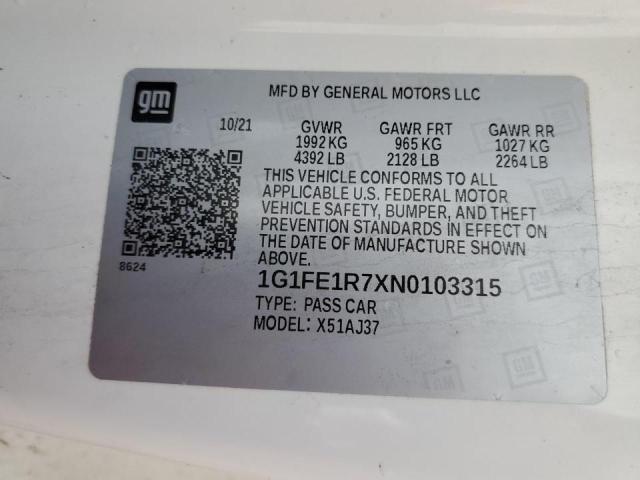 gm
MFD BY GENERAL MOTORS LLC
10/21 GVWR GAWR FRT GAWR RR
1992 KG 965 KG 1027 KG
4392 LB 2128 LB 2264 LB
THIS VEHICLE CONFORMS TO ALL
APPLICABLE U.S. FEDERAL MOTOR
VEHICLE SAFETY, BUMPER, AND THEFT
PREVENTION STANDARDS IN EFFECT ON
THE DATE OF MANUFACTURE SHOWN
ABOVE.
8624
1G1FE1R7XN0103315
TYPE: PASS CAR
MODEL: X51AJ37